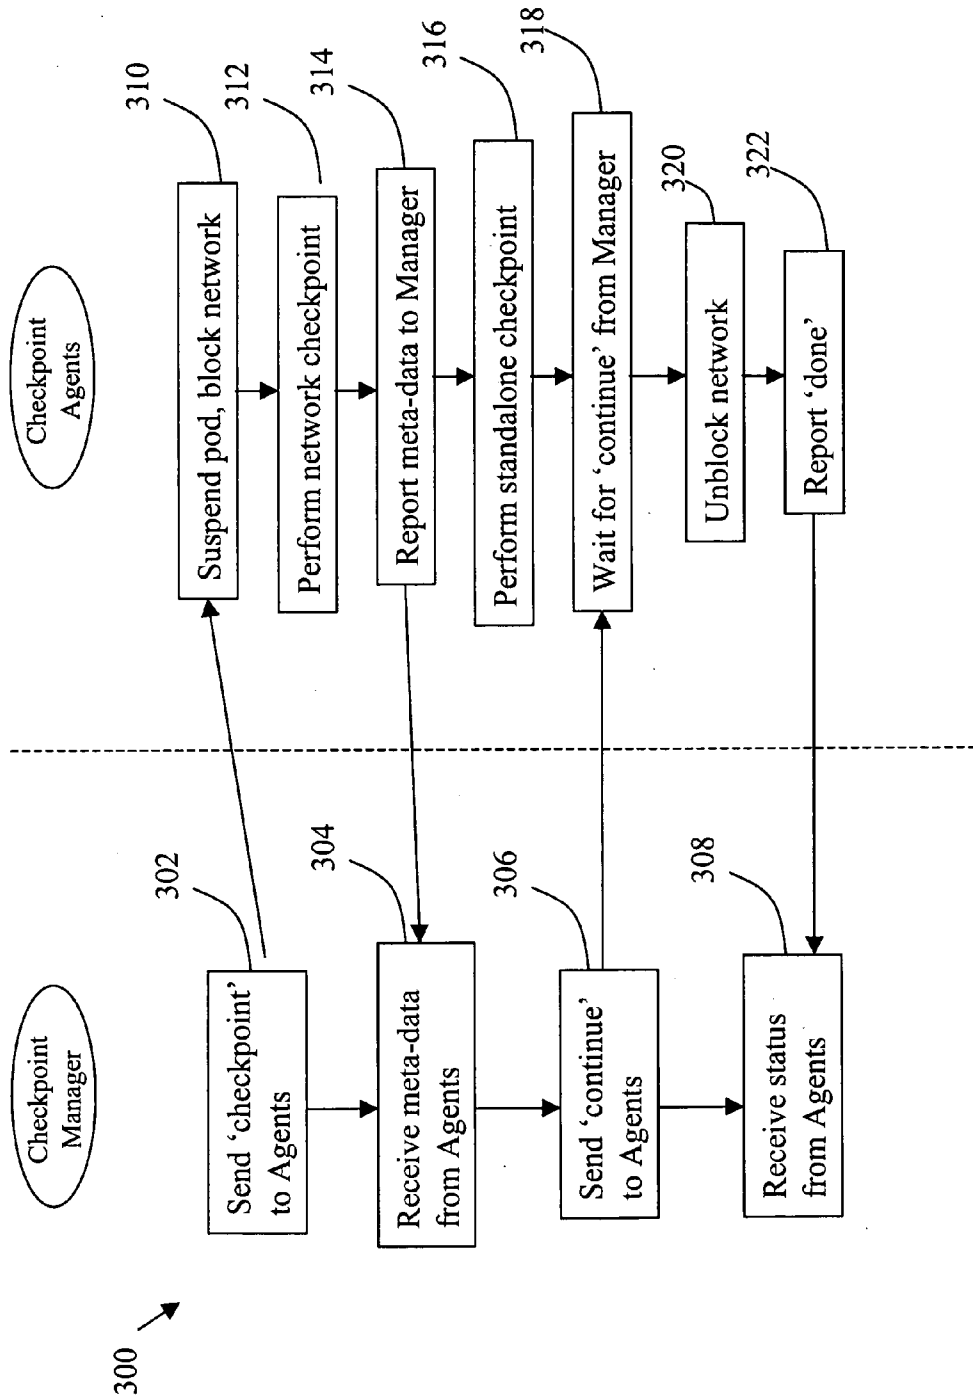 300
Checkpoint
Manager
302
Send ‘checkpoint’
to Agents
304
Receive meta-data
from Agents
306
Send ‘continue’
to Agents
308
Receive status
from Agents
Checkpoint
Agents
310
Suspend pod, block network
312
Perform network checkpoint
314
Report meta-data to Manager
316
Perform standalone checkpoint
318
Wait for ‘continue’ from Manager
320
Unblock network
322
Report ‘done’